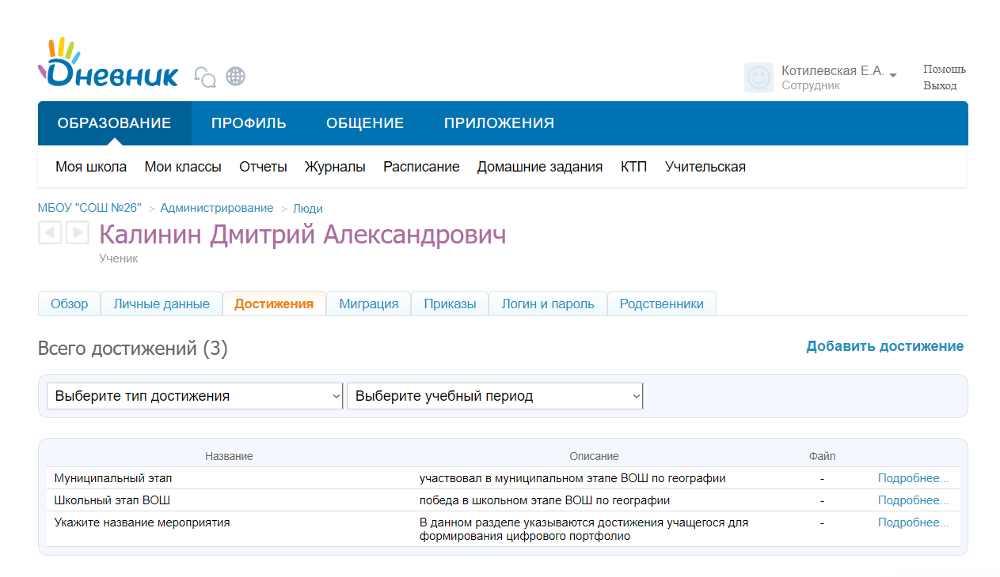 Дневник
Котилевская Е.А.
Сотрудник
Помощь
Выход
ОБРАЗОВАНИЕ ПРОФИЛЬ ОБЩЕНИЕ ПРИЛОЖЕНИЯ
Моя школа Мои классы Отчеты Журналы Расписание Домашние задания КТП Учительская
МБОУ "СОШ №26" > Администрирование > Люди
Калинин Дмитрий Александрович
Ученик
Обзор Личные данные Достижения Миграция Приказы Логин и пароль Родственники
Всего достижений (3) Добавить достижение
Выберите тип достижения Выберите учебный период
Название Описание Файл
Муниципальный этап участвовал в муниципальном этапе ВОШ по географии - Подробнее...
Школьный этап ВОШ победа в школьном этапе ВОШ по географии - Подробнее...
Укажите название мероприятия В данном разделе указываются достижения учащегося для - Подробнее...
формирования цифрового портфолио